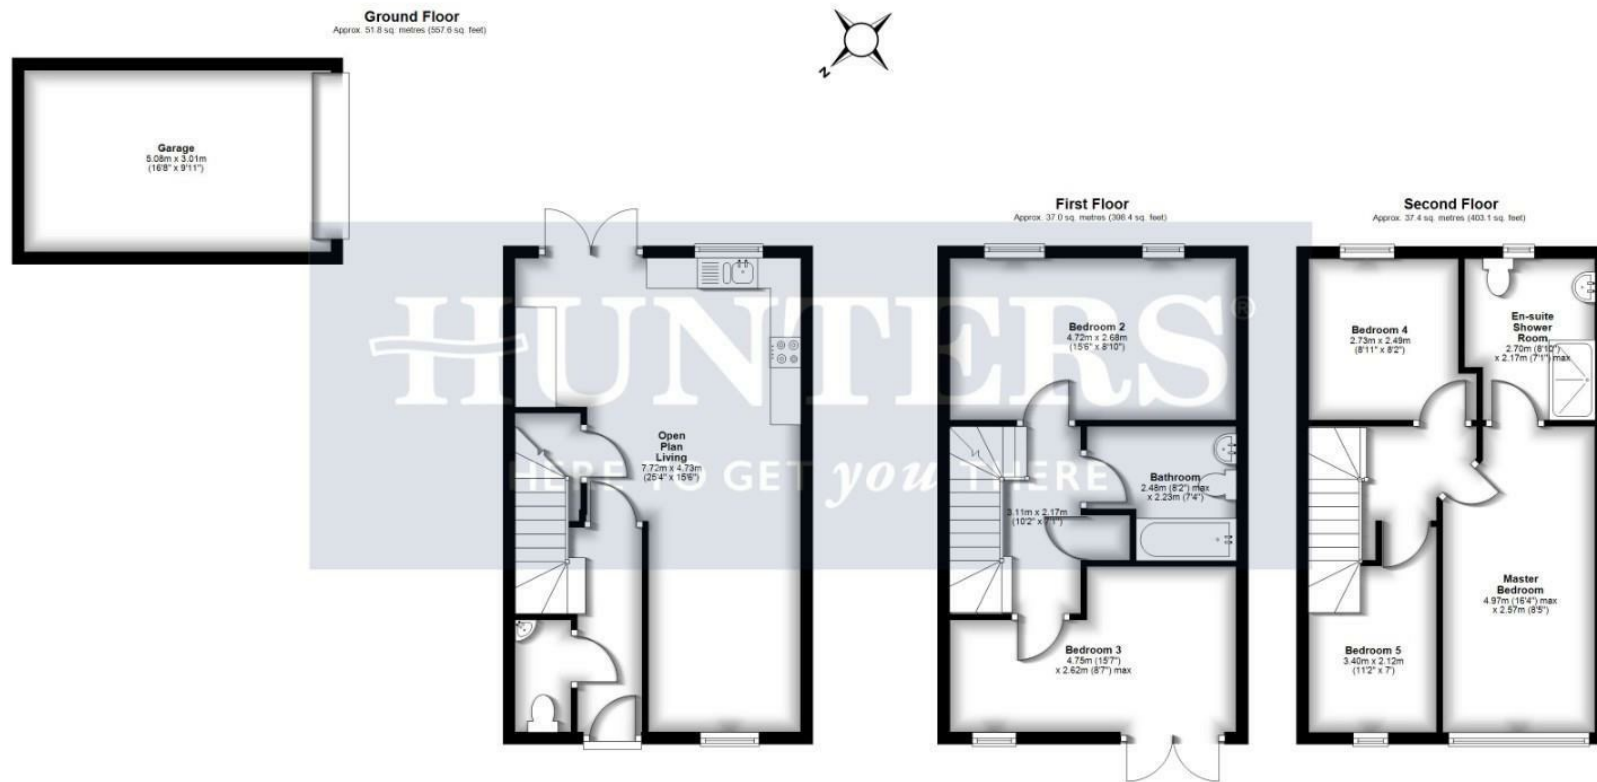 Ground Floor
Approx. 51.8 sq. metres (557.6 sq. feet)
N
Garage
5.08m x 3.01m
(16'8" x 9'11")
First Floor
Approx. 37.0 sq. metres (398.4 sq. feet)
Second Floor
Approx. 37.4 sq. metres (403.1 sq. feet)
HUNTERS®
HERE TO GET you THERE
Open
Plan
Living
7.72m x 4.73m
(25'4" x 15'6")
Bedroom 2
4.72m x 2.68m
(15'6" x 8'10")
Bathroom
2.48m (8'2") max
x 2.23m (7'4")
3.11m x 2.17m
(10'2" x 7'1")
Bedroom 3
4.75m (15'7")
x 2.62m (8'7") max
Bedroom 4
2.73m x 2.49m
(8'11" x 8'2")
En-suite
Shower
Room
2.70m (8'10")
x 2.17m (7'1") max
Master
Bedroom
4.97m (16'4") max
x 2.57m (8'5")
Bedroom 5
3.40m x 2.12m
(11'2" x 7')